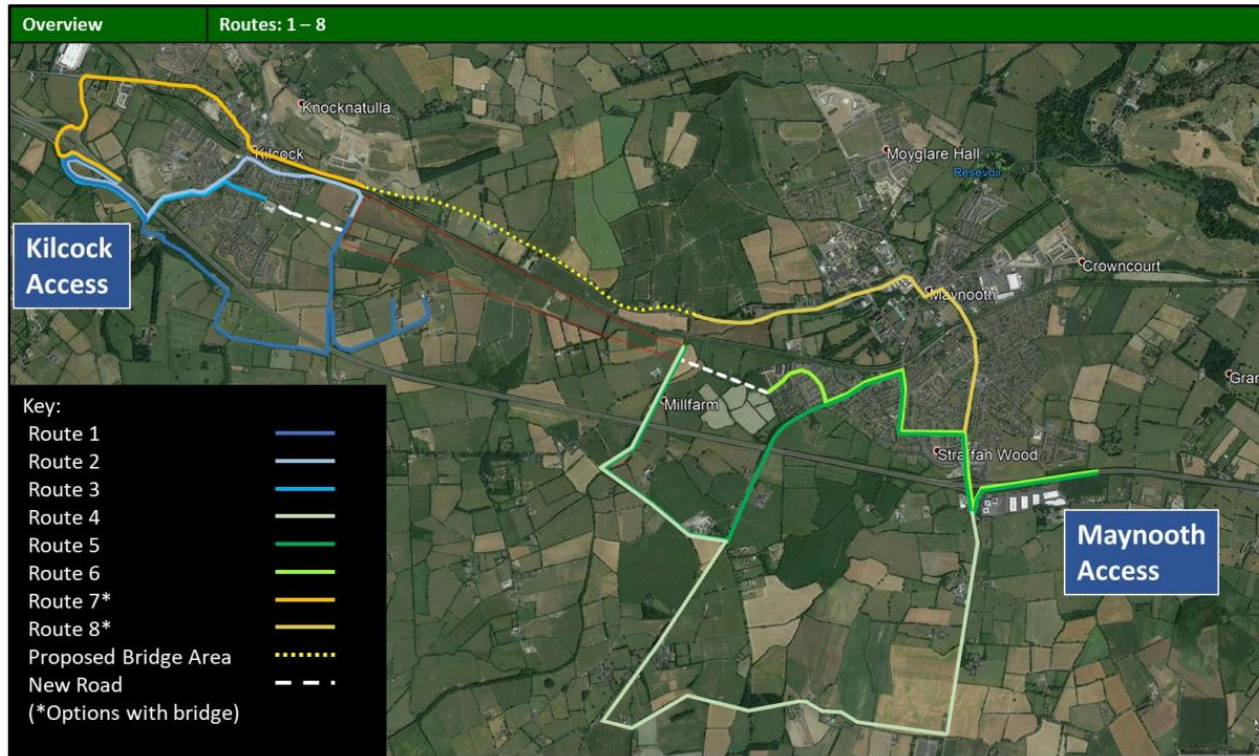 Overview
Routes: 1 – 8
Knocknatulla
Kilcock
Moyglare Hall
Resevoir
Kilcock
Access
Crowncourt
Maynooth
Millfarm
Straffan Wood
Maynooth
Access
Key:
Route 1
Route 2
Route 3
Route 4
Route 5
Route 6
Route 7*
Route 8*
Proposed Bridge Area
New Road
(*Options with bridge)